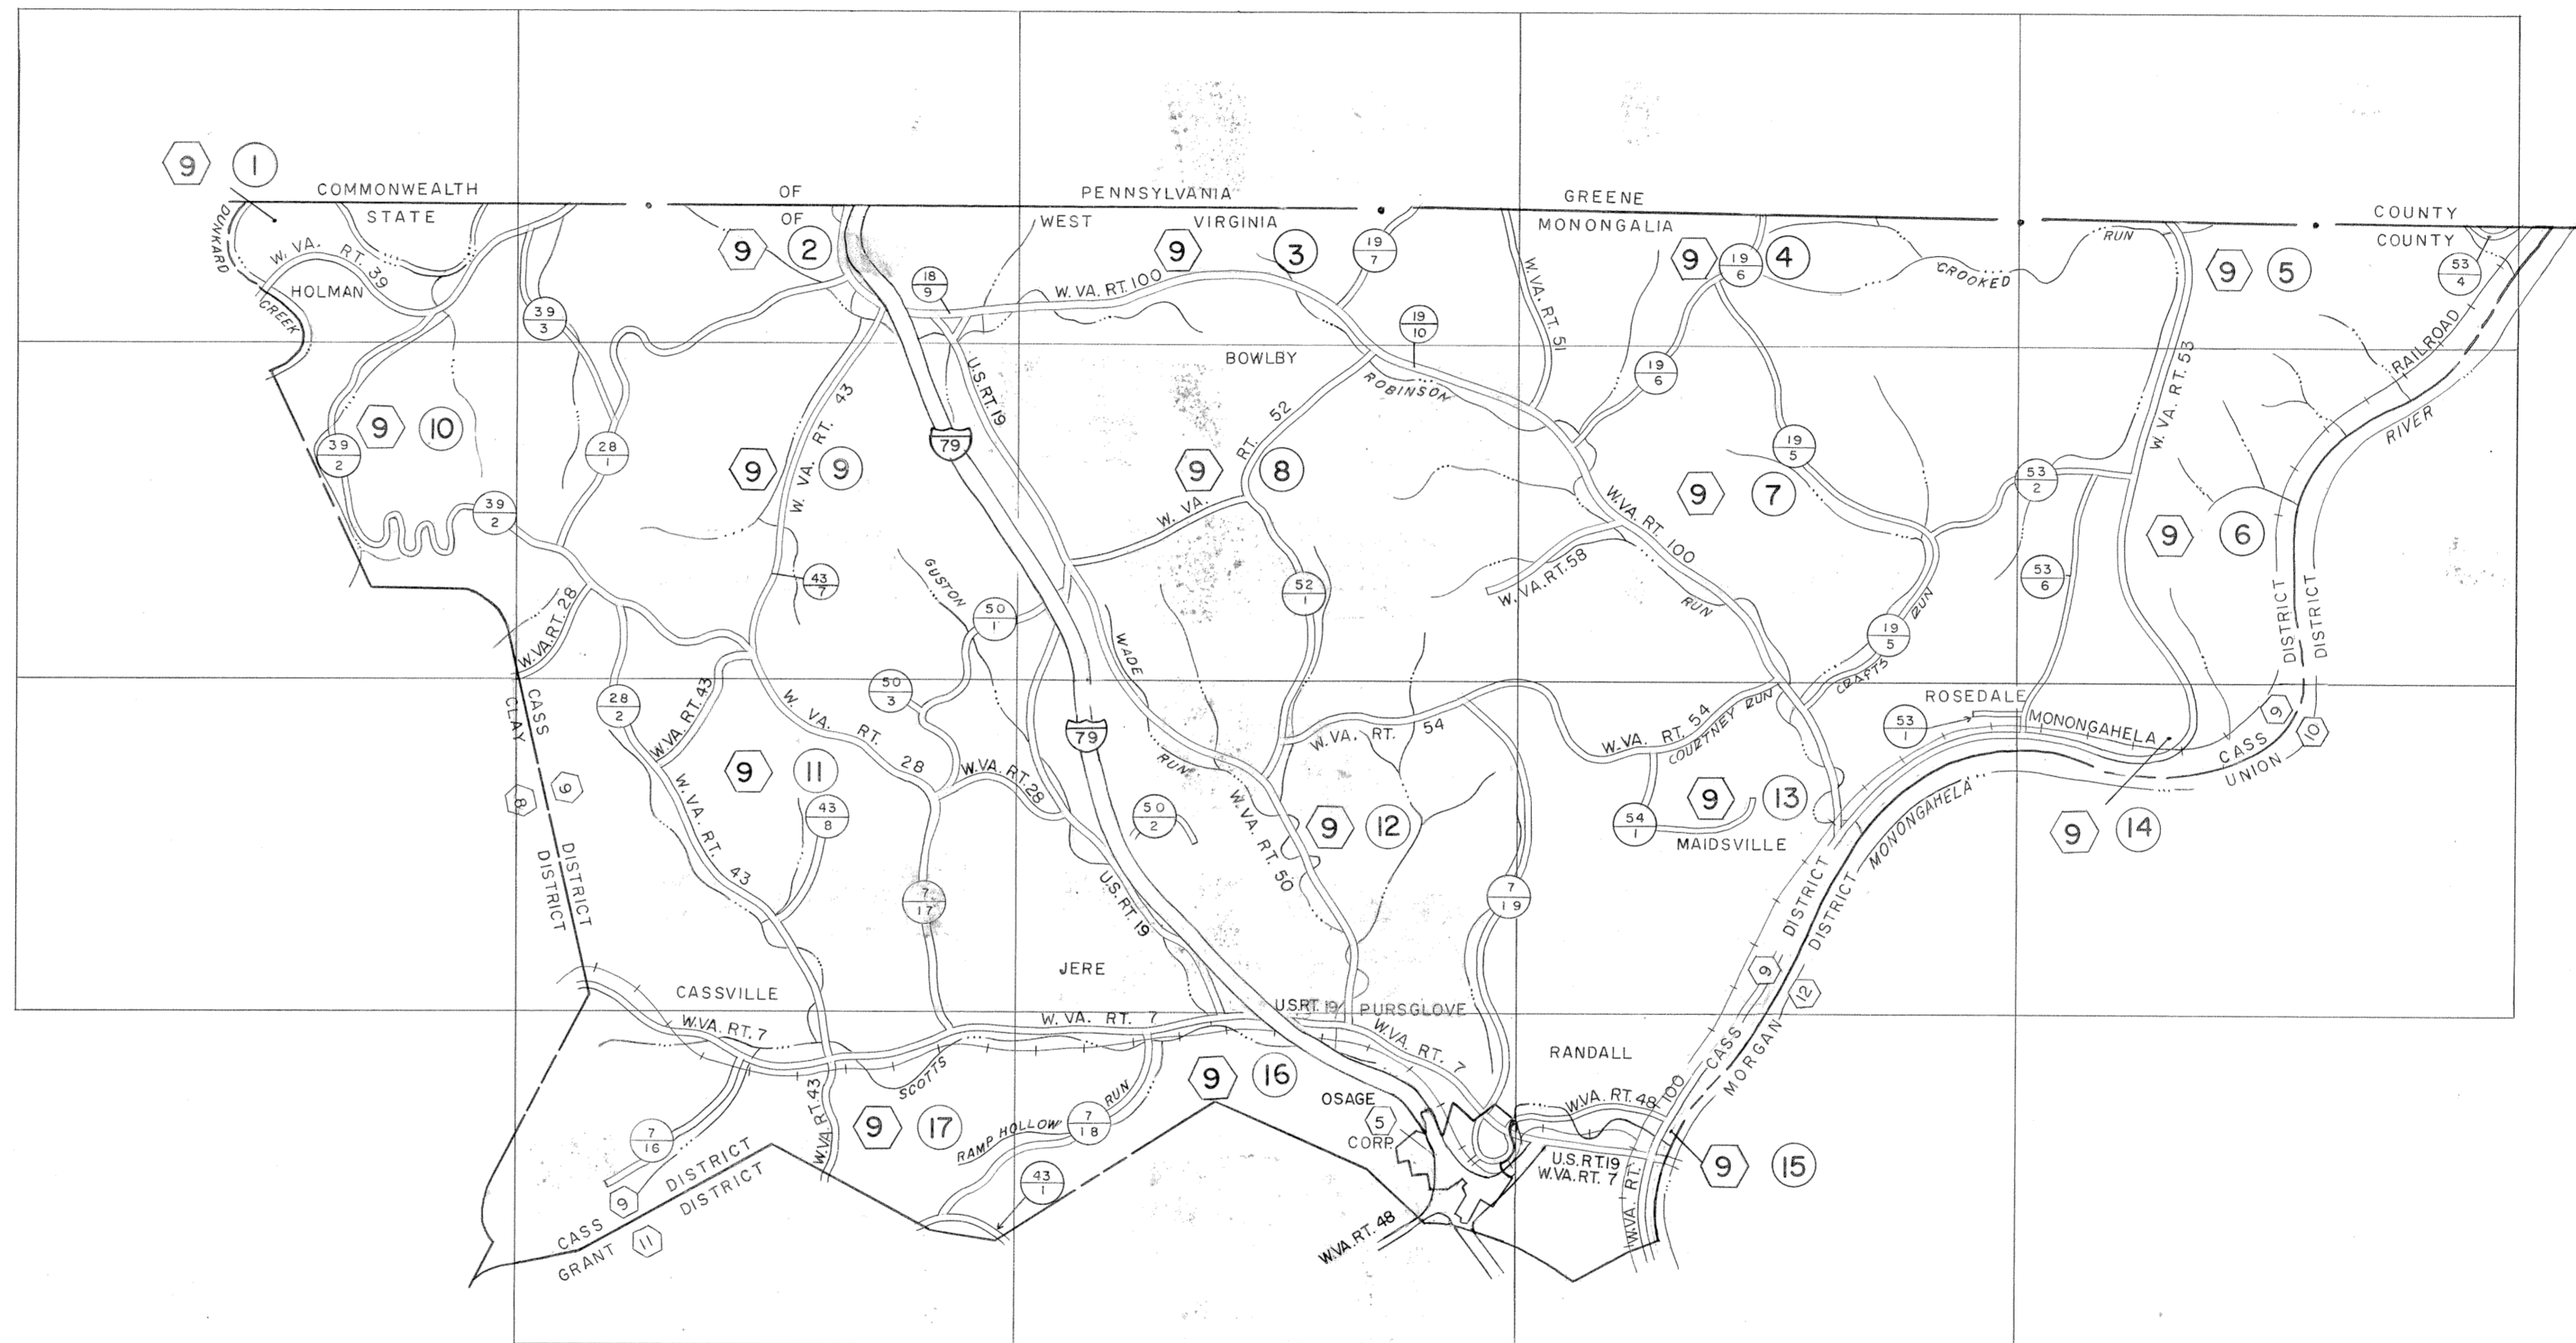 9 1
COMMONWEALTH OF PENNSYLVANIA GREENE COUNTY
STATE OF WEST VIRGINIA MONONGALIA COUNTY
DUNKARD
CREEK
W. VA. RT. 39
HOLMAN
9 2
9 3
19
7
9 19
6 4
CROOKED
RUN
9 5
53
4
18
9
W. VA. RT. 100
W. VA. RT. 51
39
3
19
10
BOWLBY
ROBINSON
19
6
W. VA. RT. 53
RAILROAD
RIVER
U.S. RT. 19
W. VA. RT. 43
79
39
2
9 10
28
1
9 9
9 8
W. VA. RT. 52
9 7
19
5
53
2
9 6
39
2
W. VA. RT. 100
W. VA. RT. 58
RUN
GUSTON
43
7
50
1
52
1
53
6
DISTRICT
DISTRICT
W. VA. RT. 28
WADE
RUN
19
5
CRAFTS
RUN
28
2
W. VA. RT. 43
50
3
W. VA. RT. 28
ROSEDALE
53
1
MONONGAHELA
9
10
CASS
UNION
CASS
CLAY
79
W. VA. RT. 54
W. VA. RT. 54
COURTNEY RUN
9 11
W. VA. RT. 28
8
9
43
8
W. VA. RT. 43
50
2
W. VA. RT. 50
9 12
9 13
54
1
MAIDSVILLE
MONONGAHELA
9 14
DISTRICT
DISTRICT
7
17
U.S. RT. 19
7
19
DISTRICT
DISTRICT
JERE
CASSVILLE
9
12
W. VA. RT. 7
W. VA. RT. 7
U.S. RT. 19
PURSGLOVE
W. VA. RT. 7
RANDALL
CASS
MORGAN
SCOTTS
RUN
9 16
OSAGE
5
CORP.
W. VA. RT. 48
100
W. VA. RT. 43
9 17
RAMP HOLLOW
7
18
7
16
U.S. RT. 19
W. VA. RT. 7
9 15
W. VA. RT.
DISTRICT
DISTRICT
43
1
9
CASS
GRANT
11
W. VA. RT. 48